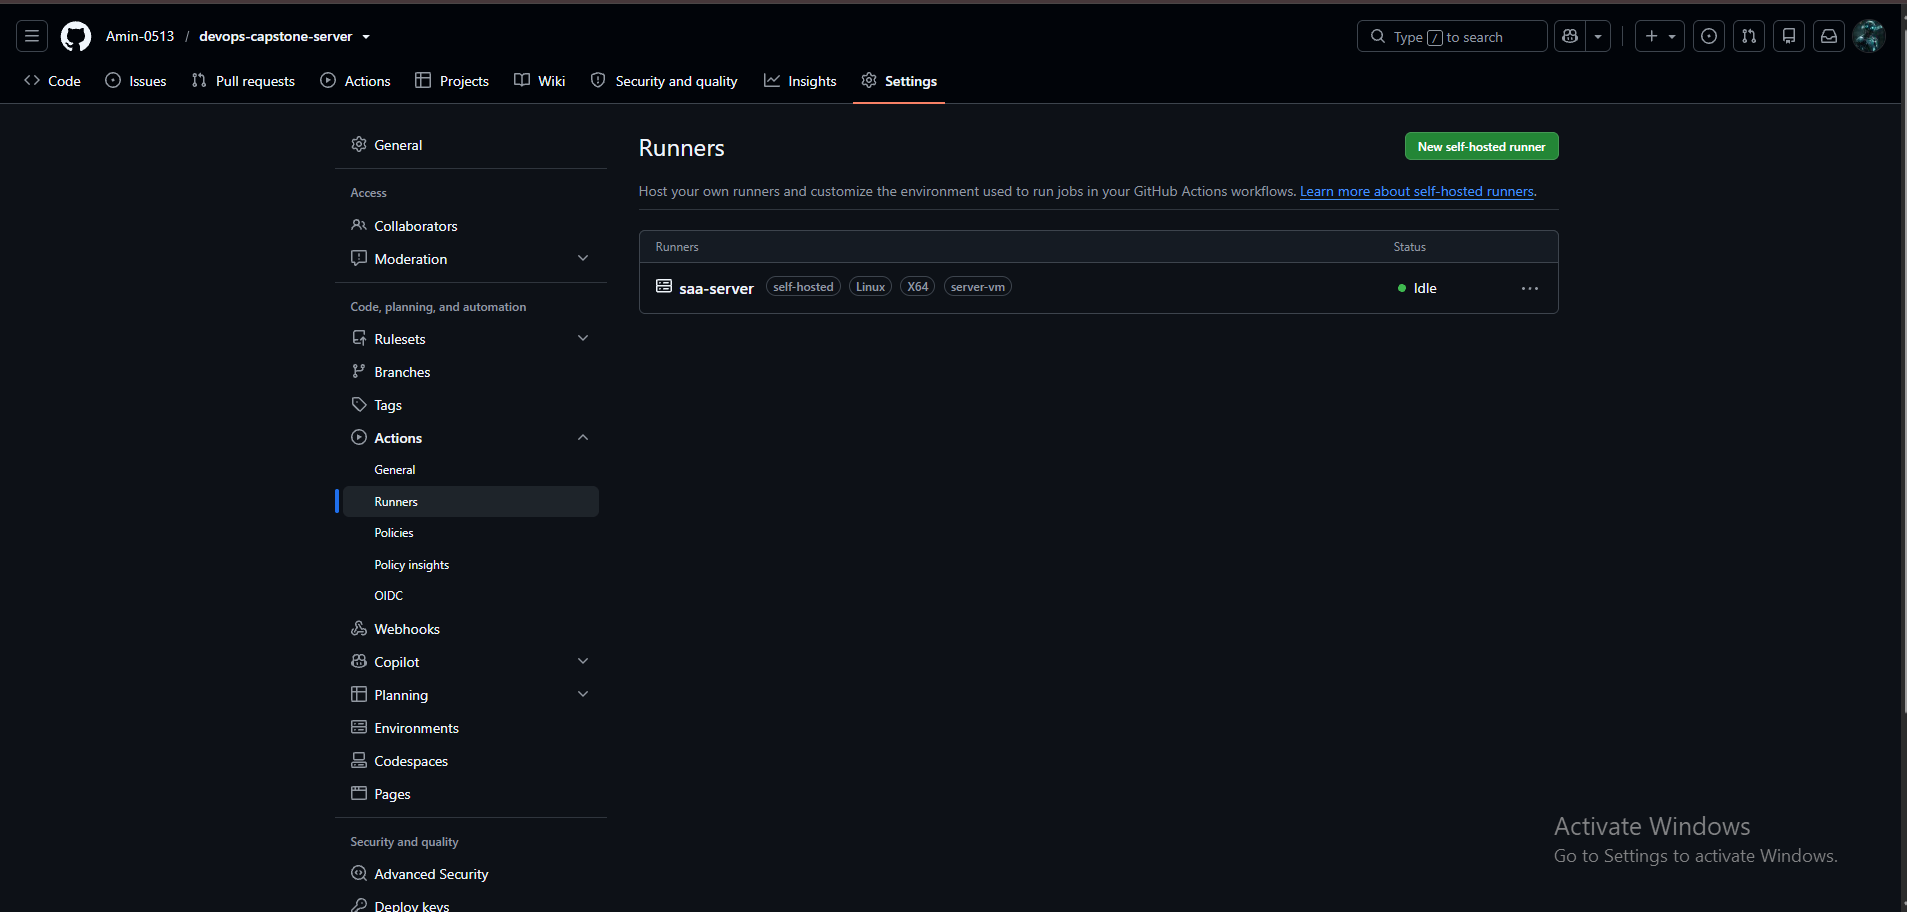 Amin-0513 / devops-capstone-server
Type / to search
Code
Issues
Pull requests
Actions
Projects
Wiki
Security and quality
Insights
Settings
General
Access
Collaborators
Moderation
Code, planning, and automation
Rulesets
Branches
Tags
Actions
General
Runners
Policies
Policy insights
OIDC
Webhooks
Copilot
Planning
Environments
Codespaces
Pages
Security and quality
Advanced Security
Deploy keys
Runners
New self-hosted runner
Host your own runners and customize the environment used to run jobs in your GitHub Actions workflows. Learn more about self-hosted runners.
Runners Status
saa-server self-hosted Linux X64 server-vm Idle
Activate Windows
Go to Settings to activate Windows.